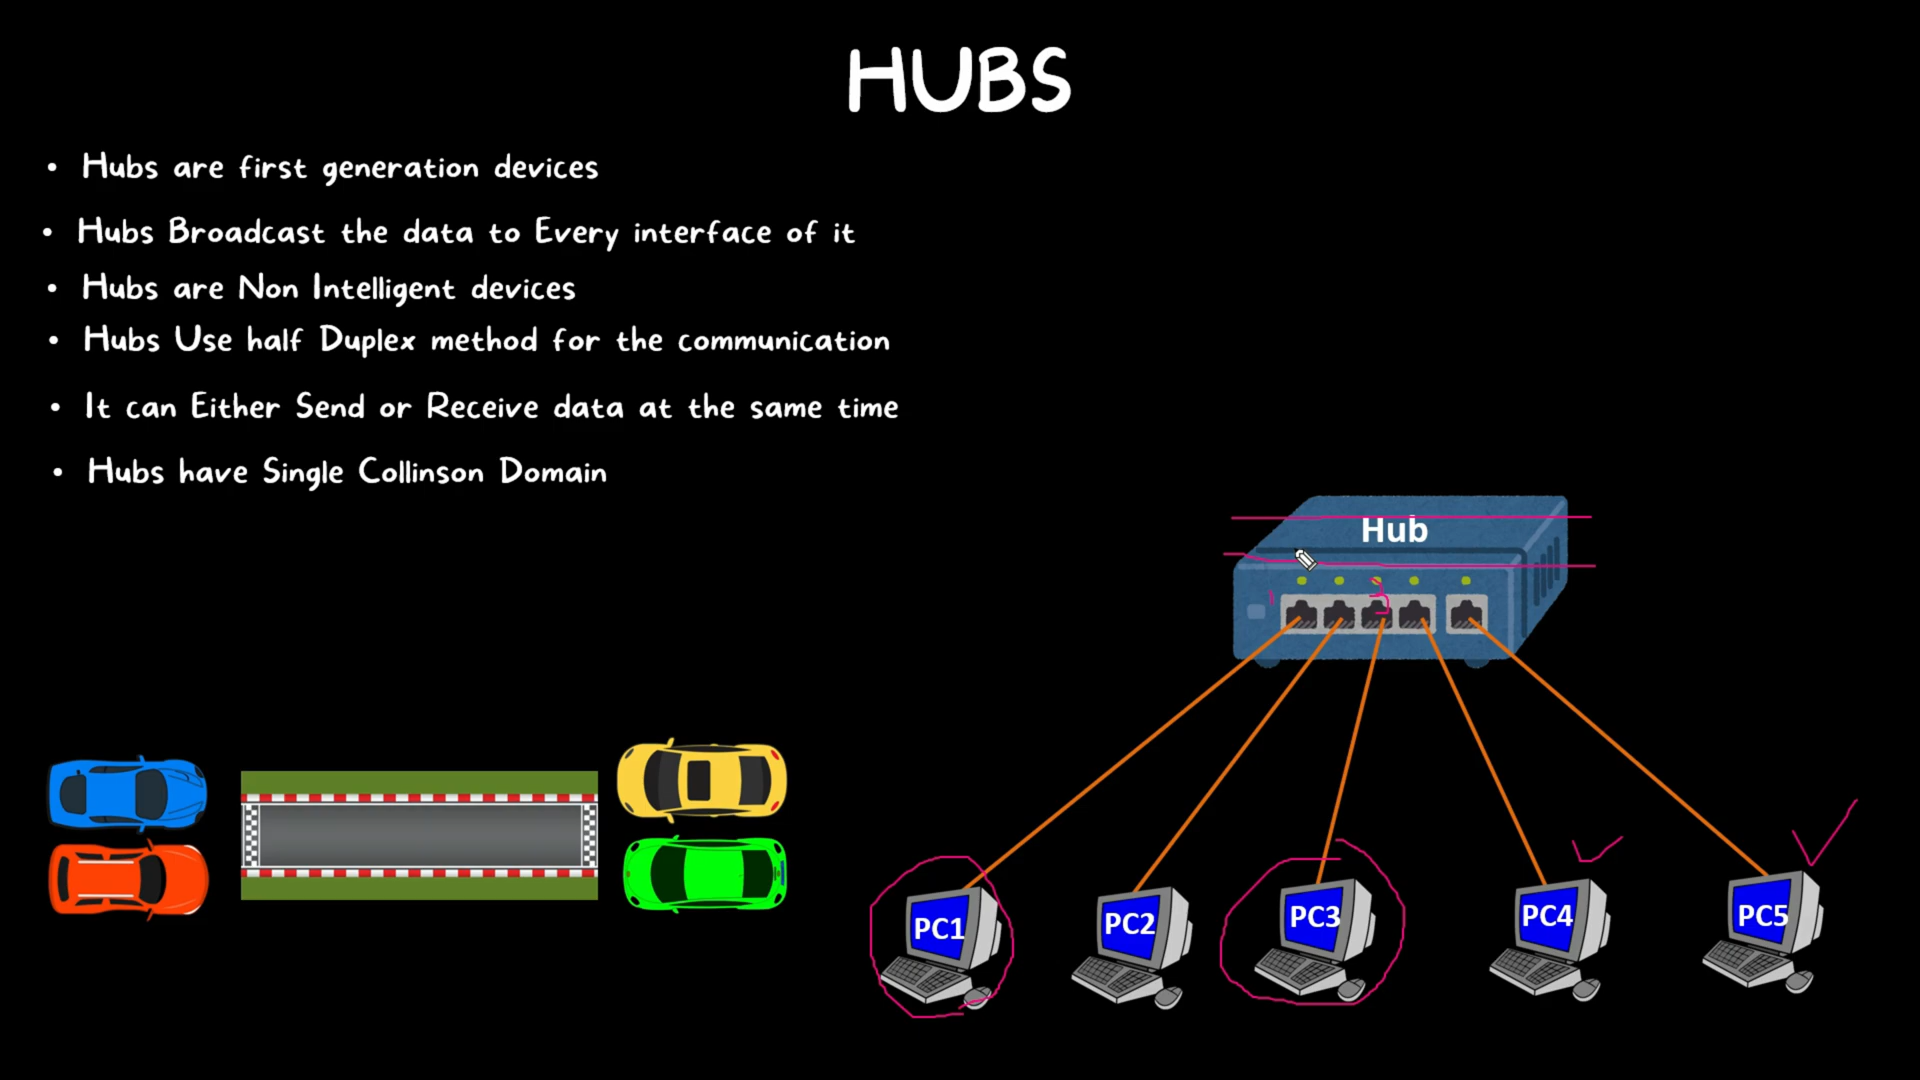 HUBS
• Hubs are first generation devices
• Hubs Broadcast the data to Every interface of it
• Hubs are Non Intelligent devices
• Hubs Use half Duplex method for the communication
• It can Either Send or Receive data at the same time
• Hubs have Single Collinson Domain
Hub
1 3
PC1 PC2 PC3 PC4 PC5